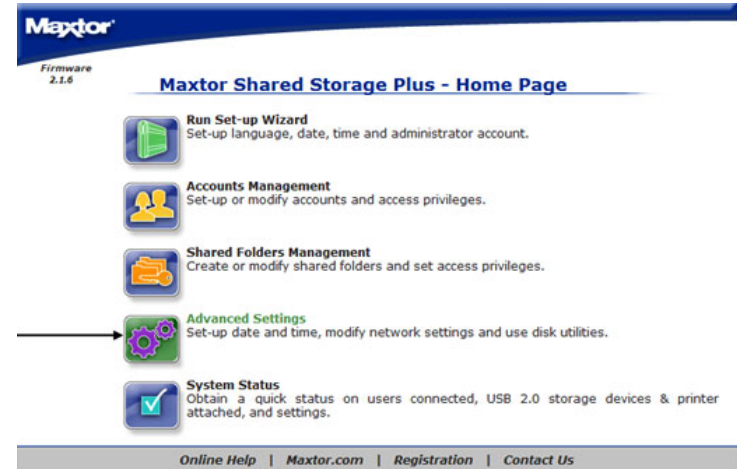 Maxtor
Firmware
2.1.6
Maxtor Shared Storage Plus - Home Page
Run Set-up Wizard
Set-up language, date, time and administrator account.
Accounts Management
Set-up or modify accounts and access privileges.
Shared Folders Management
Create or modify shared folders and set access privileges.
Advanced Settings
Set-up date and time, modify network settings and use disk utilities.
System Status
Obtain a quick status on users connected, USB 2.0 storage devices & printer
attached, and settings.
Online Help | Maxtor.com | Registration | Contact Us